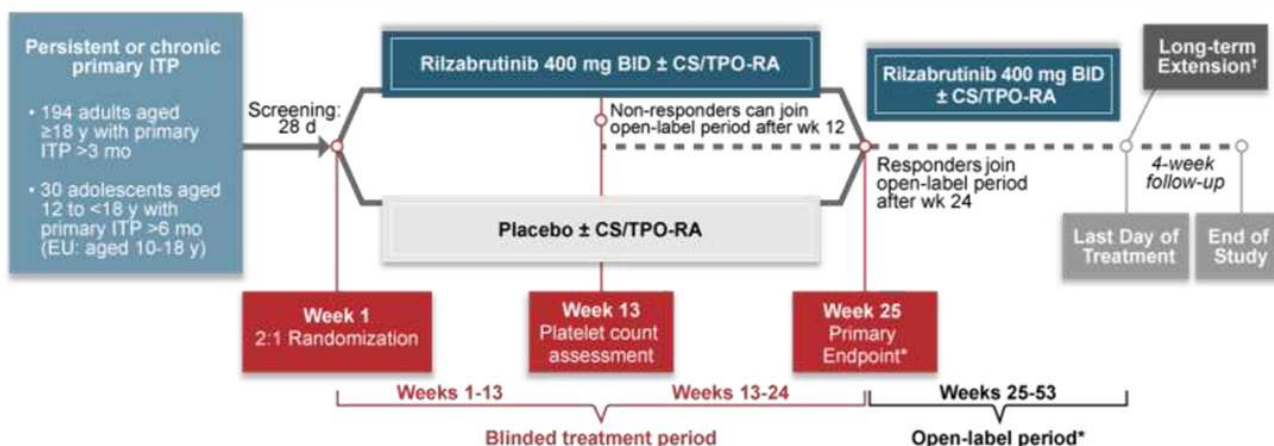 Persistent or chronic
primary ITP
• 194 adults aged
≥18 y with primary
ITP >3 mo
• 30 adolescents aged
12 to <18 y with
primary ITP >6 mo
(EU: aged 10-18 y)
Screening:
28 d
Rilzabrutinib 400 mg BID ± CS/TPO-RA
Non-responders can join
open-label period after wk 12
Placebo ± CS/TPO-RA
Rilzabrutinib 400 mg BID
± CS/TPO-RA
Responders join
open-label period
after wk 24
Long-term
Extension†
4-week
follow-up
Last Day of
Treatment
End of
Study
Week 1
2:1 Randomization
Week 13
Platelet count
assessment
Week 25
Primary
Endpoint*
Weeks 1-13
Weeks 13-24
Weeks 25-53
Blinded treatment period
Open-label period*